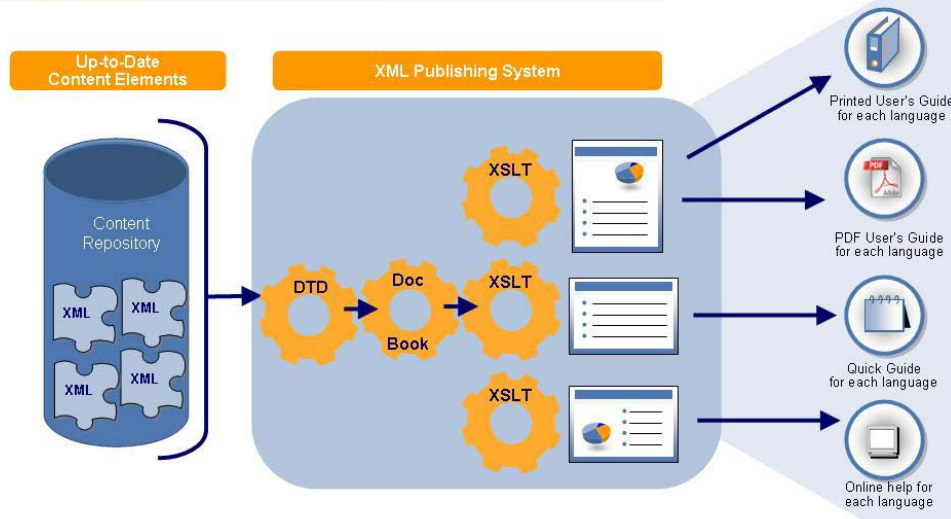 Up-to-Date
Content Elements
XML Publishing System
Content
Repository
XML
XML
XML
XML
DTD
Doc
Book
XSLT
XSLT
XSLT
Printed User's Guide
for each language
PDF
Adobe
PDF User's Guide
for each language
Quick Guide
for each language
Online help for
each language